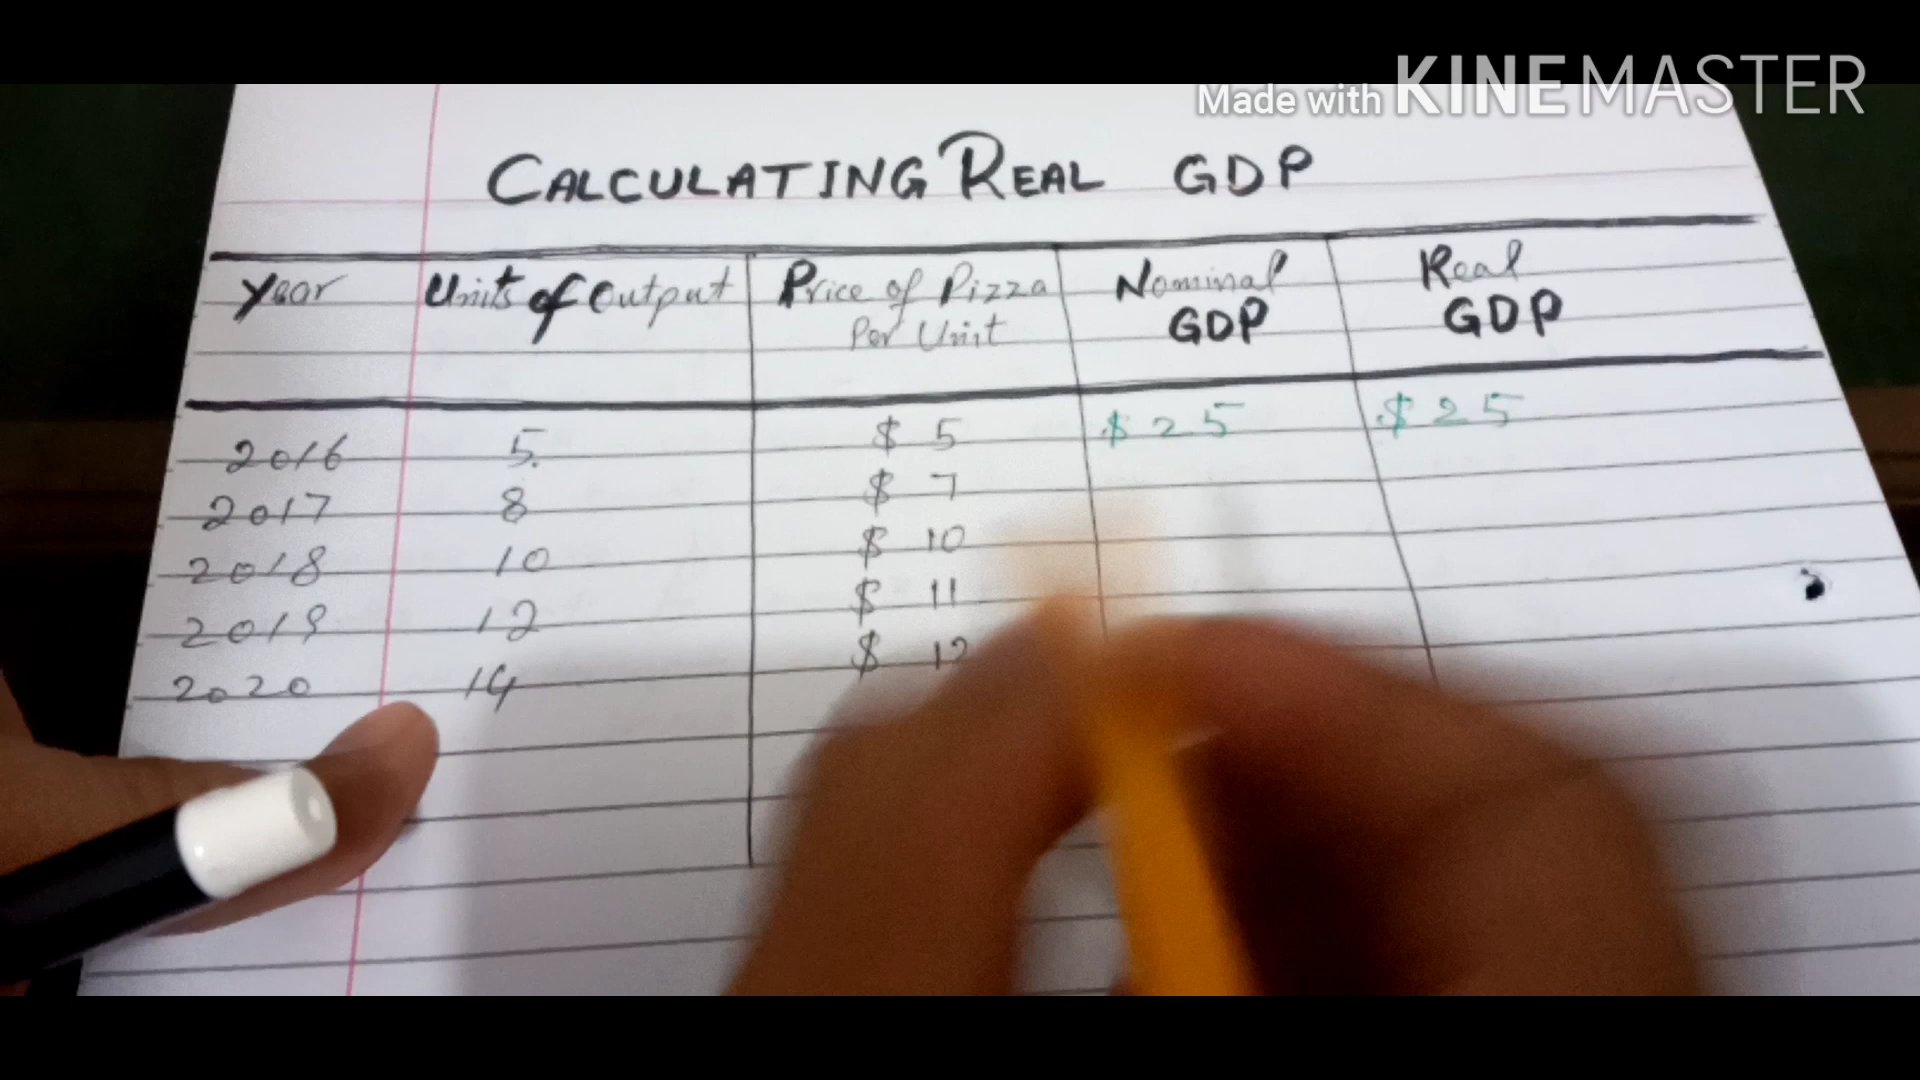 Made with KINEMASTER
CALCULATING REAL GDP
Year Units of Output Price of Pizza Per Unit Nominal GDP Real GDP
2016 5. $ 5 $ 25 $ 25
2017 8 $ 7
2018 10 $ 10
2019 12 $ 11
2020 14 $ 12